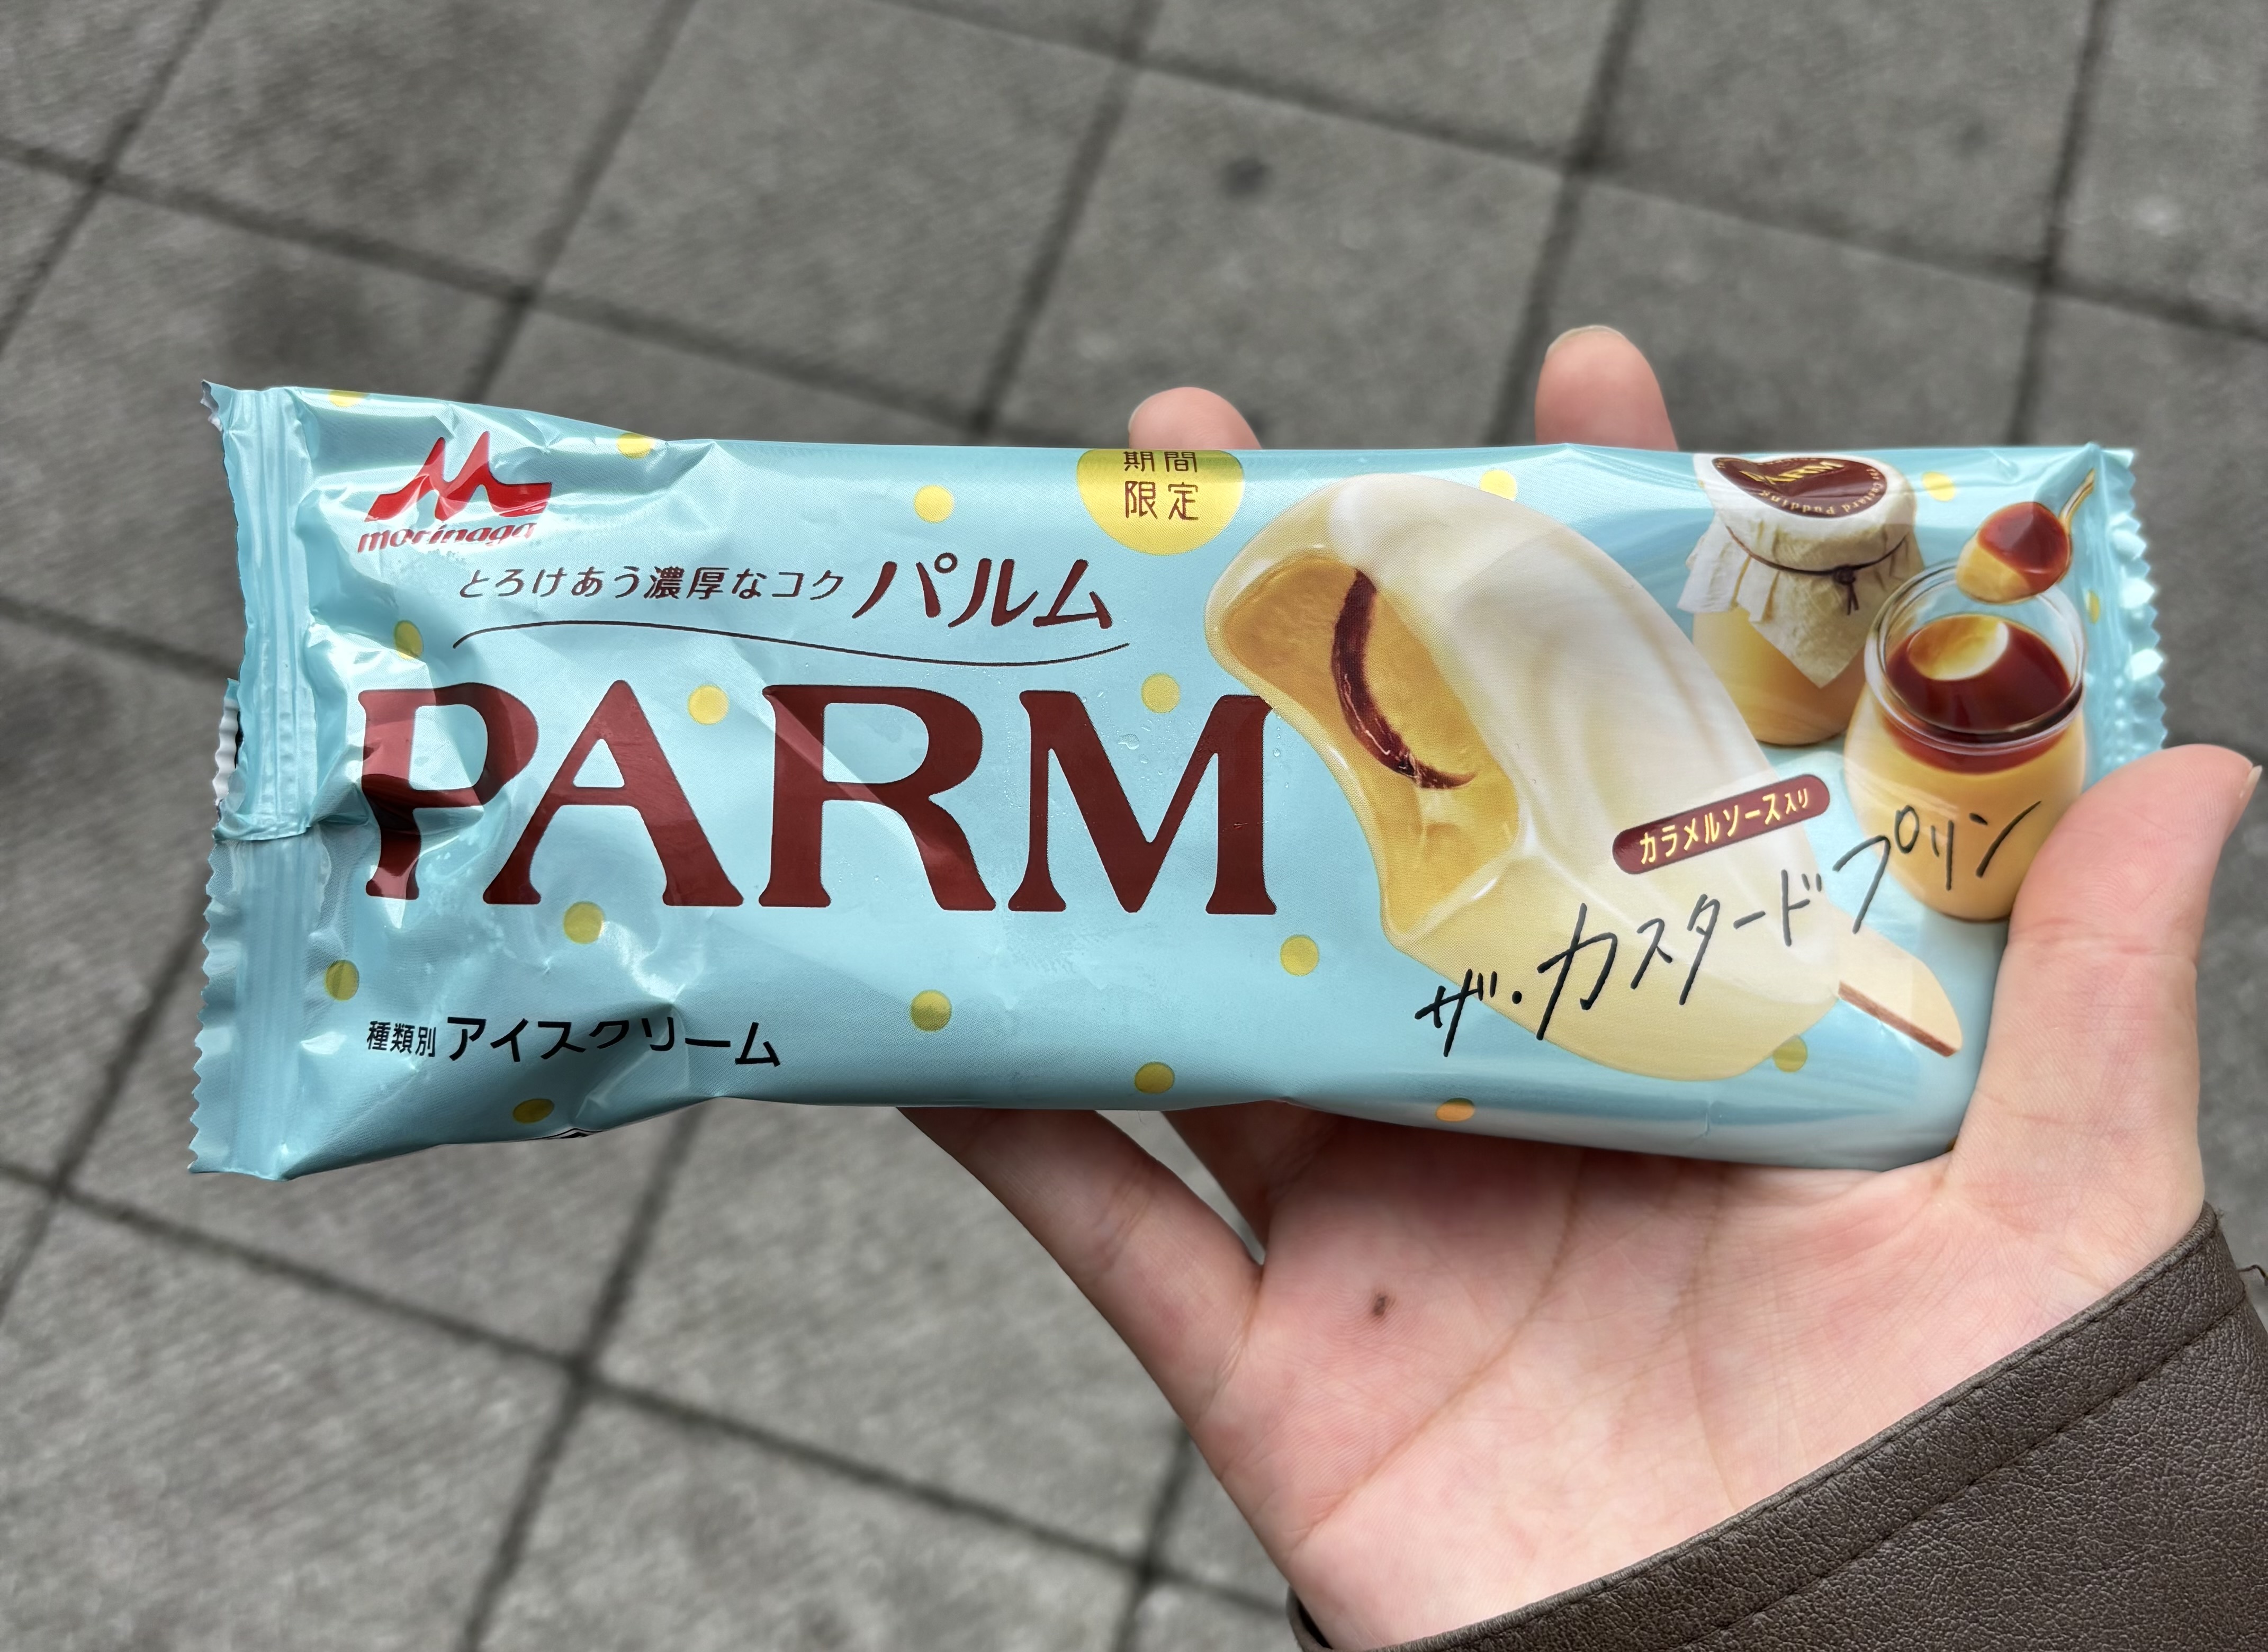 morinaga
期間
限定
とろけあう濃厚なコク パルム
PARM
カラメルソース入り
ザ・カスタードプリン
種類別 アイスクリーム
PARM